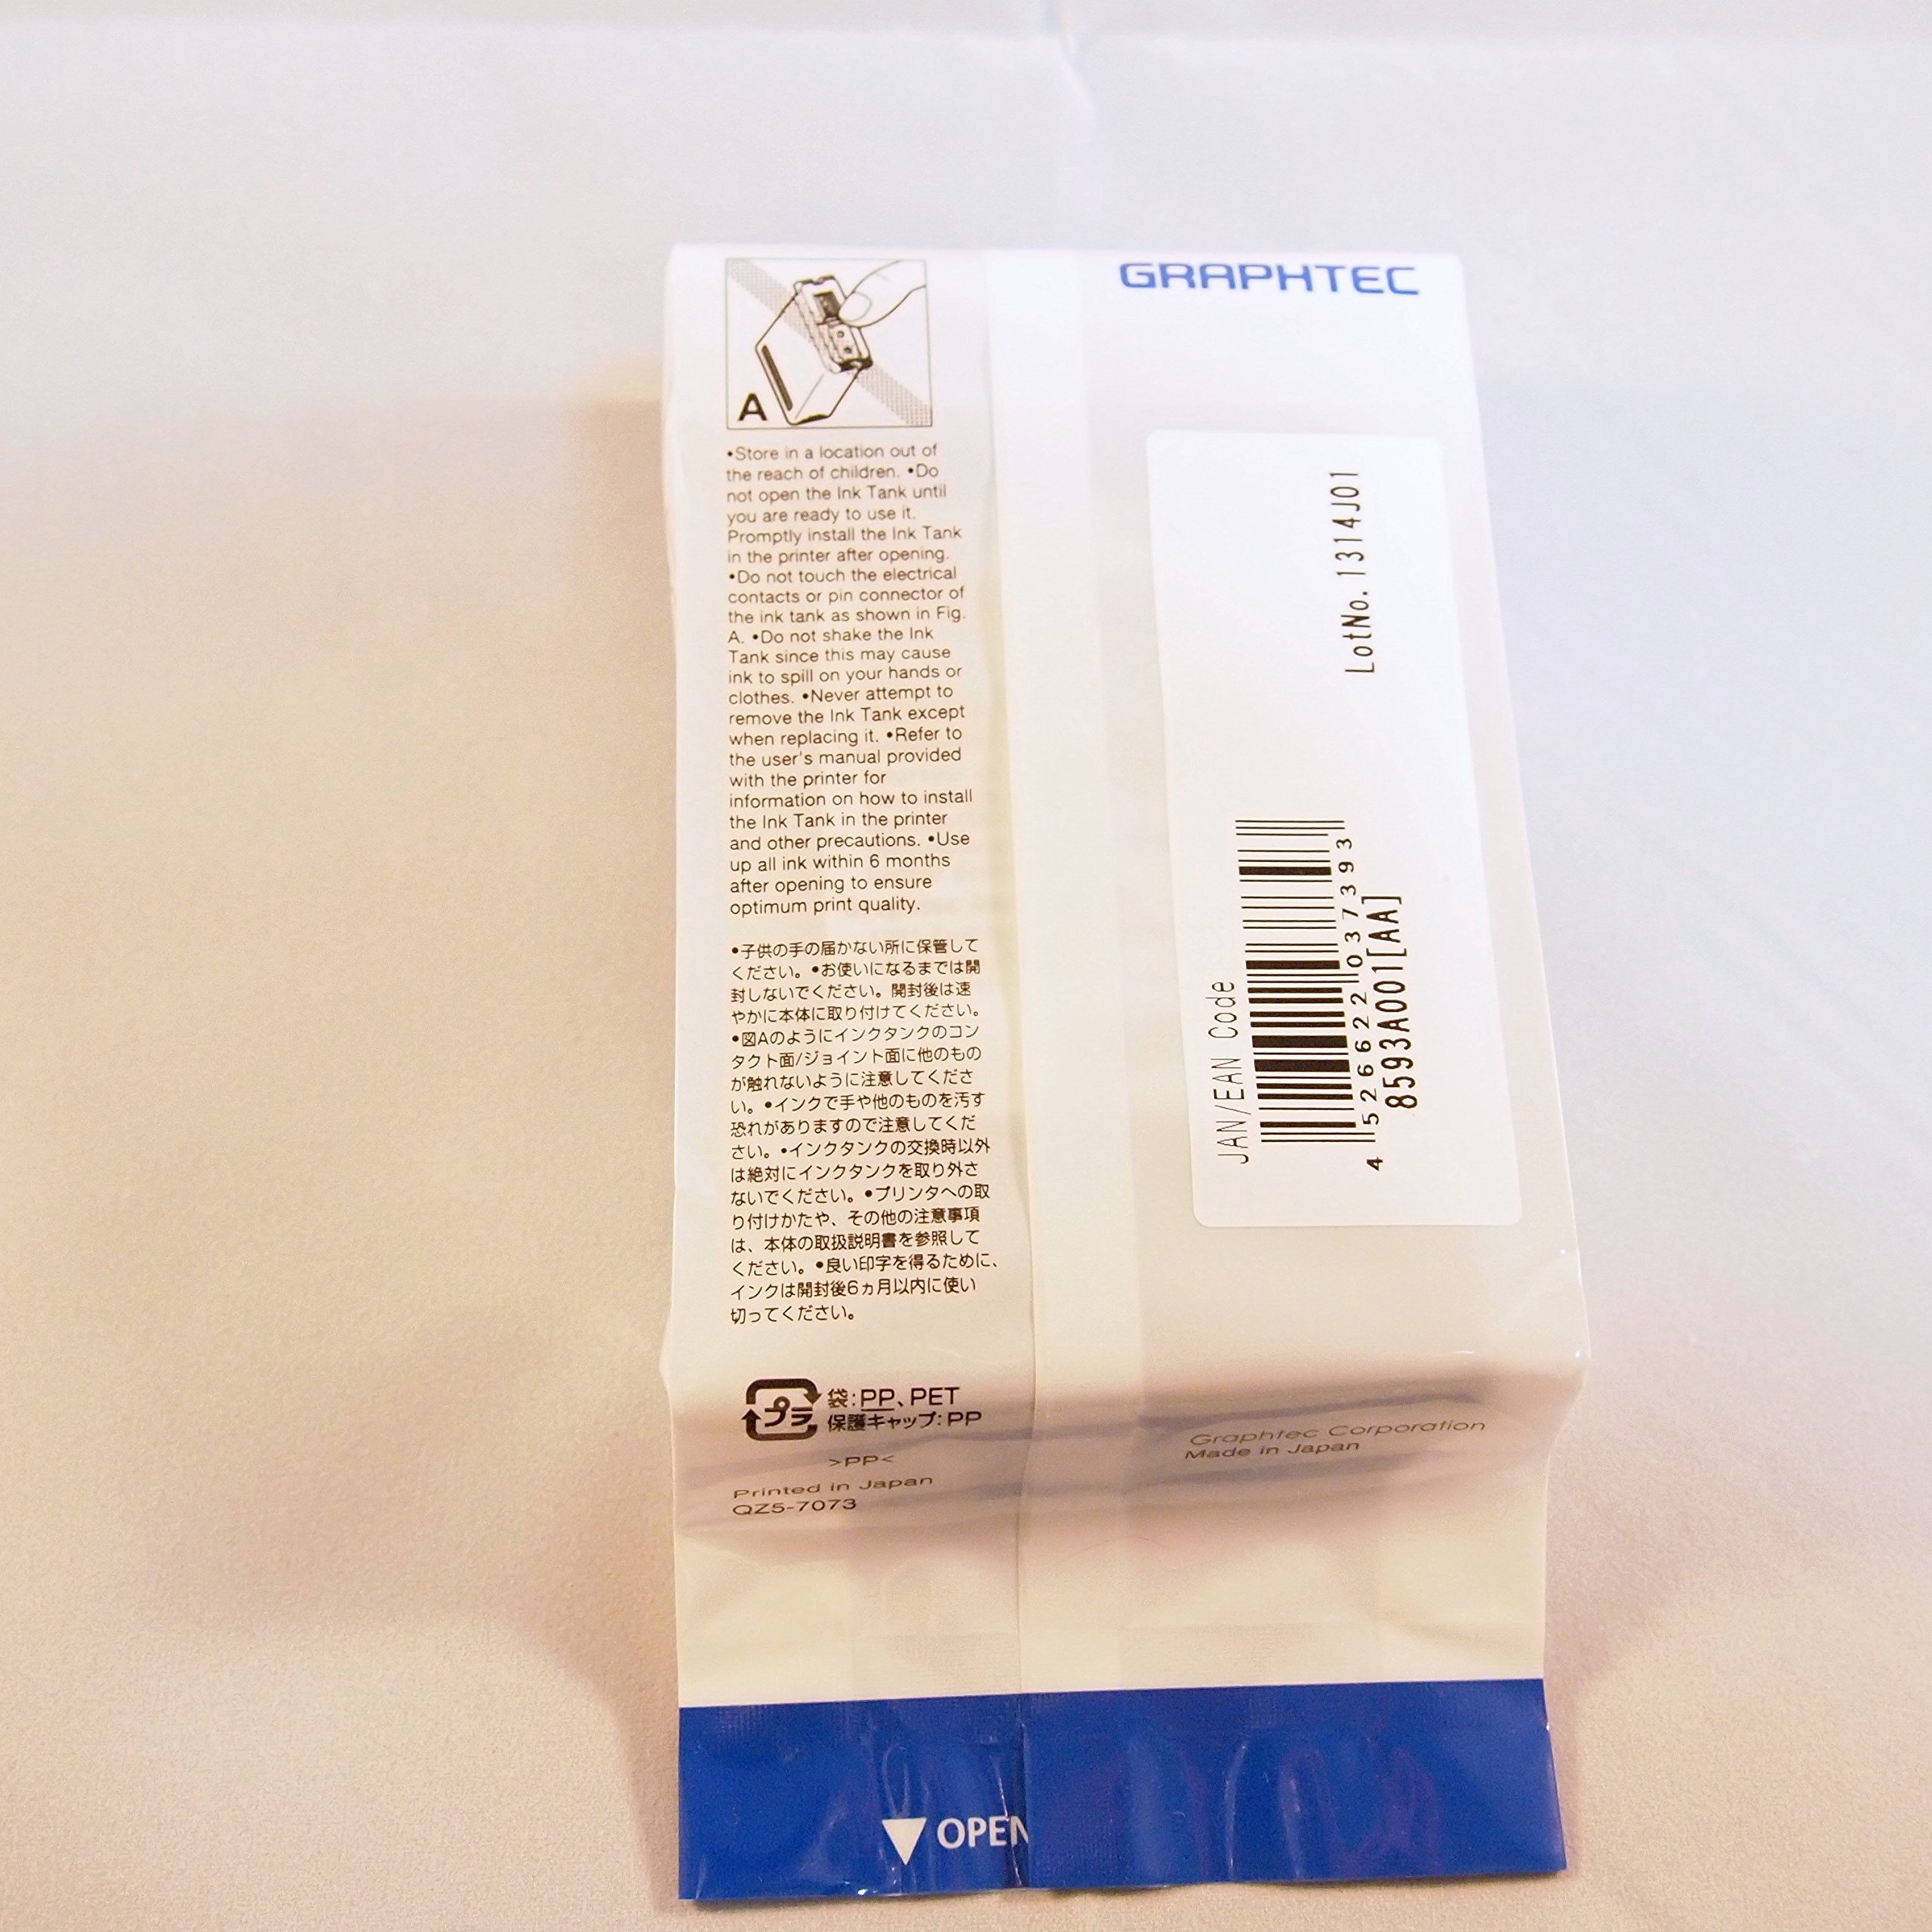 GRAPHTEC
A
•Store in a location out of
the reach of children. •Do
not open the Ink Tank until
you are ready to use it.
Promptly install the Ink Tank
in the printer after opening.
•Do not touch the electrical
contacts or pin connector of
the ink tank as shown in Fig.
A. •Do not shake the Ink
Tank since this may cause
ink to spill on your hands or
clothes. •Never attempt to
remove the Ink Tank except
when replacing it. •Refer to
the user's manual provided
with the printer for
information on how to install
the Ink Tank in the printer
and other precautions. •Use
up all ink within 6 months
after opening to ensure
optimum print quality.
•子供の手の届かない所に保管して
ください。•お使いになるまでは開
封しないでください。開封後は速
やかに本体に取り付けてください。
•図Aのようにインクタンクのコン
タクト面/ジョイント面に他のもの
が触れないように注意してくださ
い。•インクで手や他のものを汚す
恐れがありますので注意してくだ
さい。•インクタンクの交換時以外
は絶対にインクタンクを取り外さ
ないでください。•プリンタへの取
り付けかたや、その他の注意事項
は、本体の取扱説明書を参照して
ください。•良い印字を得るために、
インクは開封後6ヵ月以内に使い
切ってください。
プラ
袋:PP、PET
保護キャップ:PP
>PP<
Printed in Japan
QZ5-7073
LotNo.1314J01
JAN/EAN Code
4526622037393
8593A001[AA]
Graphtec Corporation
Made in Japan
▼ OPEN